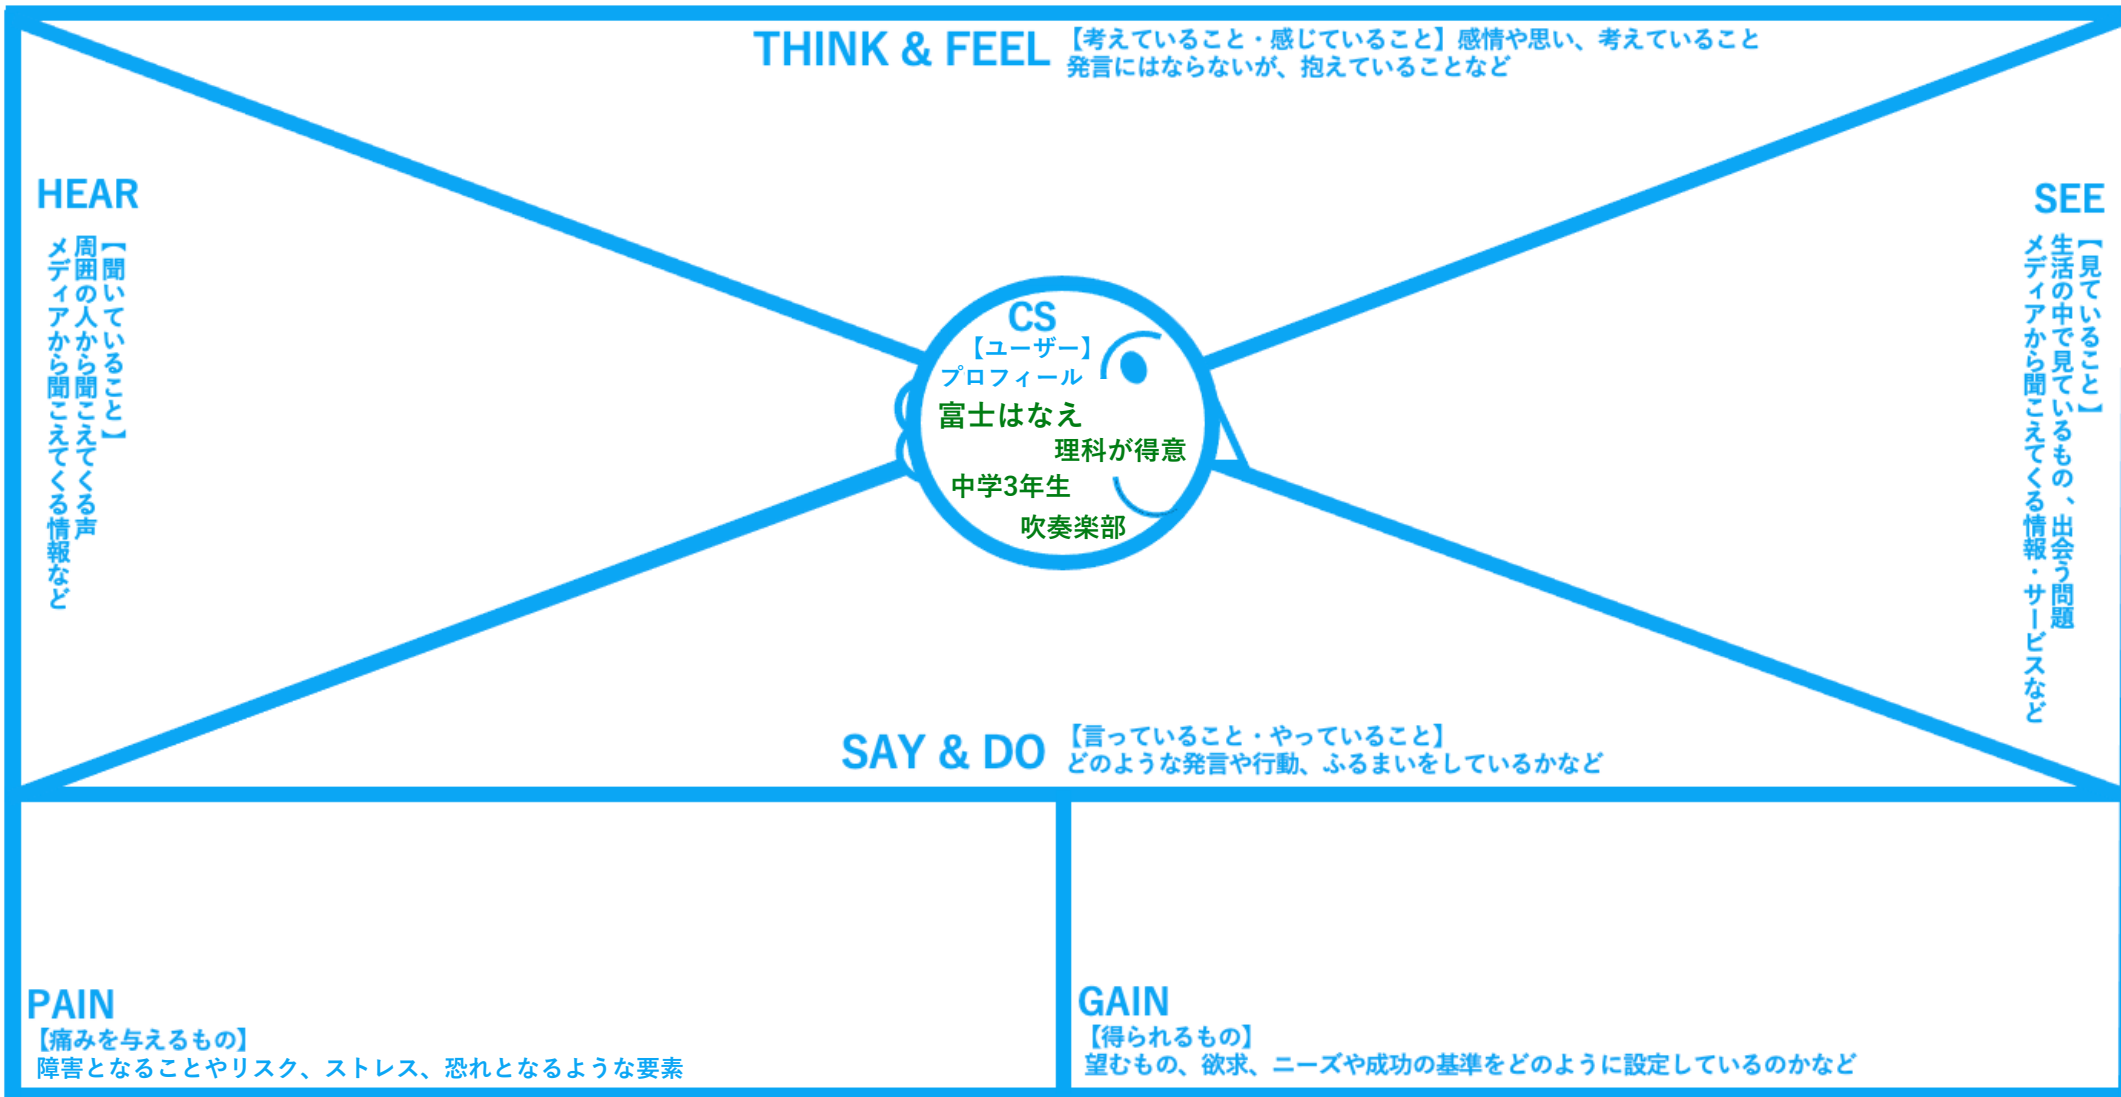 THINK & FEEL
【考えていること・感じていること】感情や思い、考えていること
発言にはならないが、抱えていることなど
HEAR
【聞いていること】
周囲の人から聞こえてくる声
メディアから聞こえてくる情報など
CS
【ユーザー】
プロフィール
富士はなえ
理科が得意
中学3年生
吹奏楽部
SEE
【見ていること】
生活の中で見ているもの、出会う問題
メディアから聞こえてくる情報・サービスなど
SAY & DO
【言っていること・やっていること】
どのような発言や行動、ふるまいをしているかなど
PAIN
【痛みを与えるもの】
障害となることやリスク、ストレス、恐れとなるような要素
GAIN
【得られるもの】
望むもの、欲求、ニーズや成功の基準をどのように設定しているのかなど